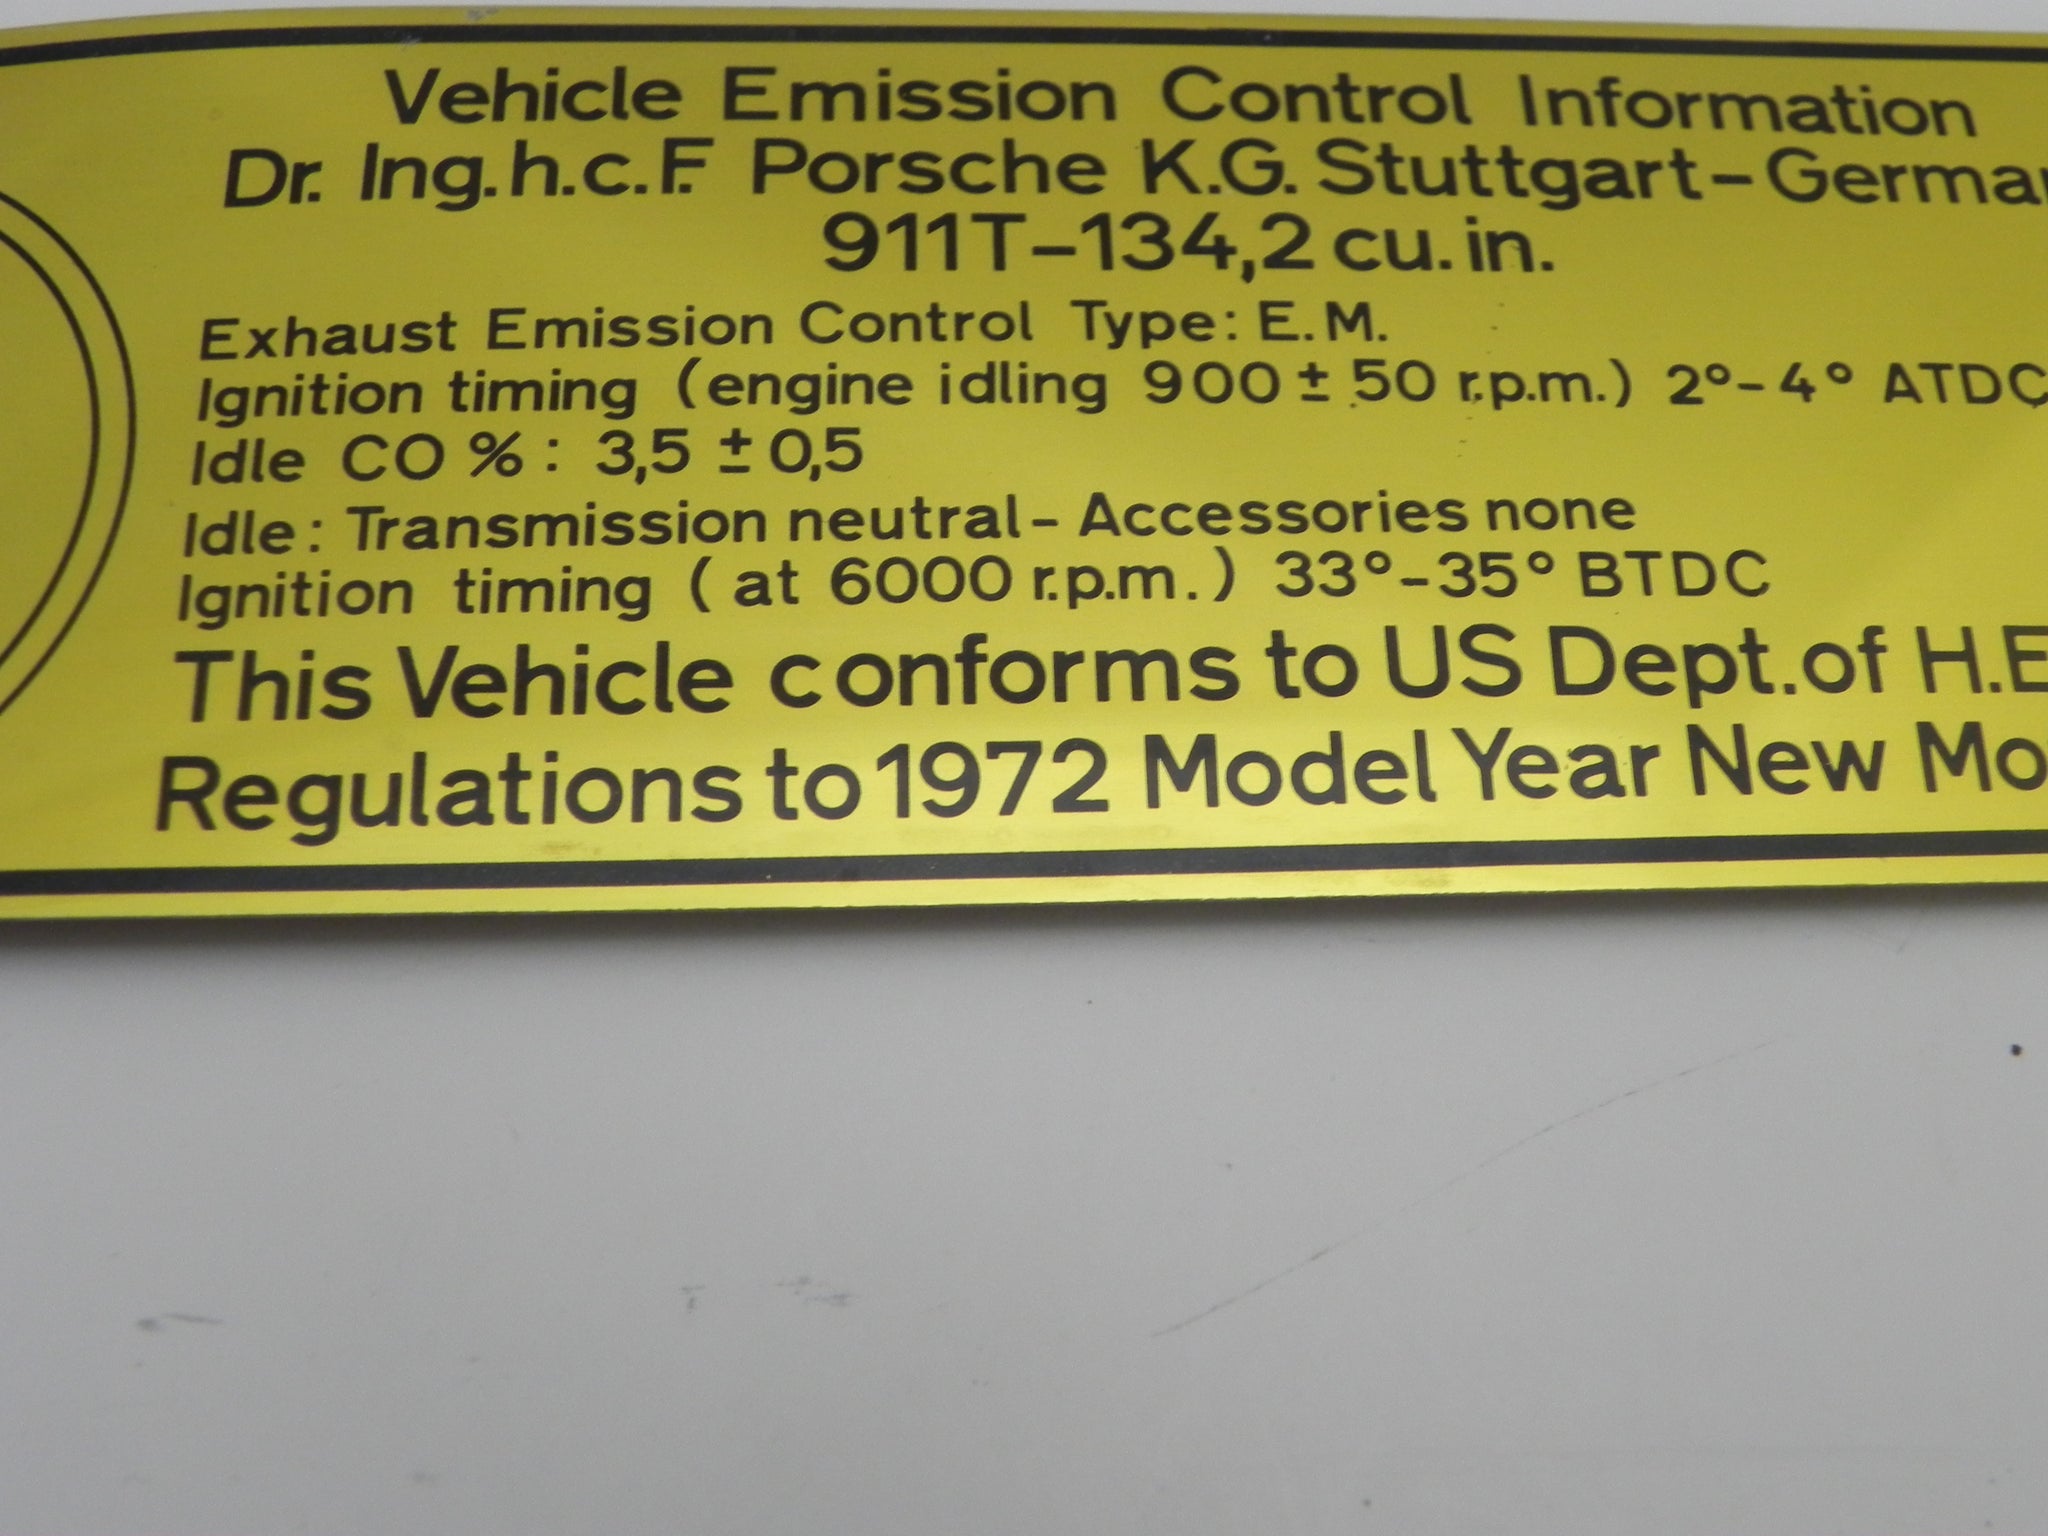 Vehicle Emission Control Information
Dr. Ing.h.c.F. Porsche K.G. Stuttgart-German
911T-134,2 cu. in.
Exhaust Emission Control Type: E.M.
Ignition timing (engine idling 900 ± 50 r.p.m.) 2°-4° ATDC
Idle CO %: 3,5 ± 0,5
Idle: Transmission neutral - Accessories none
Ignition timing ( at 6000 r.p.m.) 33°-35° BTDC
This Vehicle conforms to US Dept.of H.E
Regulations to 1972 Model Year New Mo